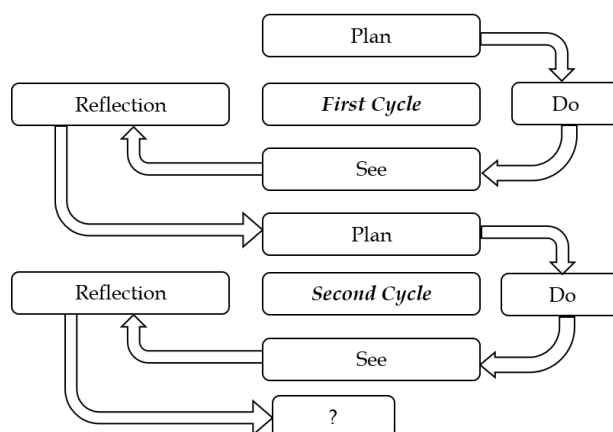 Plan
Reflection
First Cycle
Do
See
Plan
Reflection
Second Cycle
Do
See
?